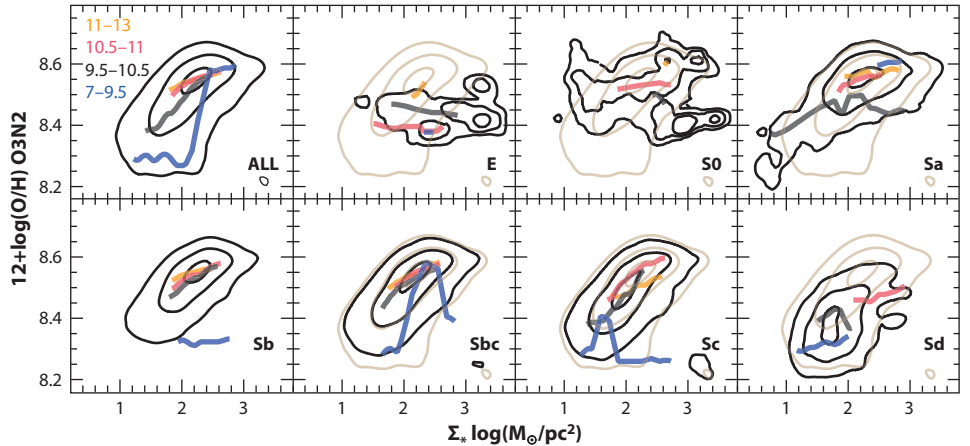 11–13
10.5–11
9.5–10.5
7–9.5
8.6
8.4
8.2
ALL
E
S0
Sa
12+log(O/H) O3N2
8.6
8.4
8.2
Sb
Sbc
Sc
Sd
1 2 3 1 2 3 1 2 3 1 2 3
Σ* log(M⊙/pc²)